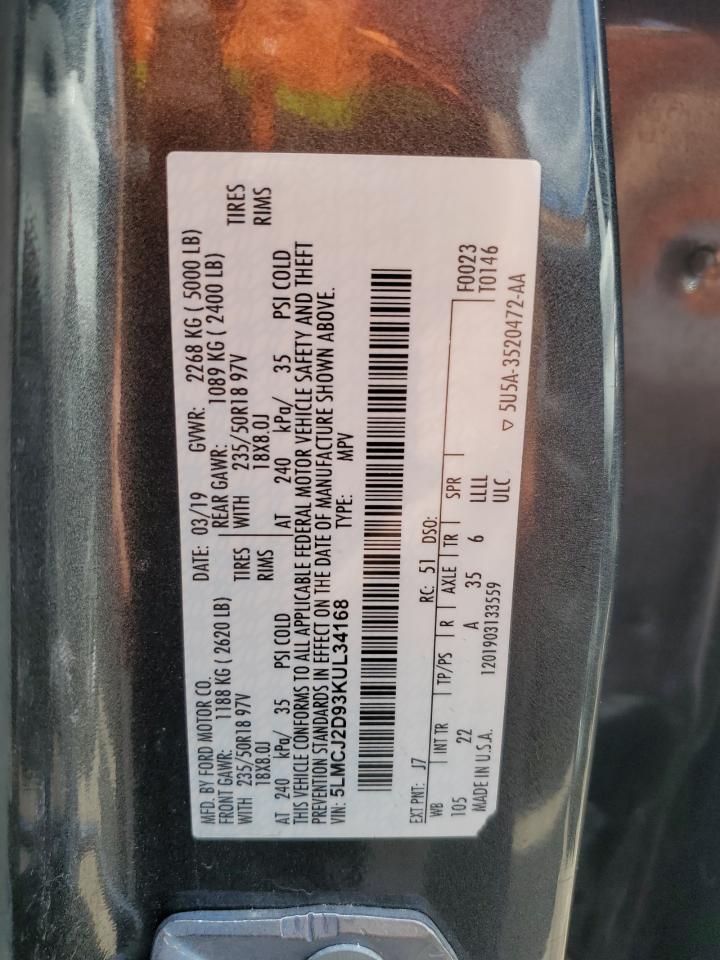 MFD. BY FORD MOTOR CO. DATE: 03/19 GVWR: 2268 KG ( 5000 LB)
FRONT GAWR: 1188 KG ( 2620 LB) REAR GAWR: 1089 KG ( 2400 LB)
WITH 235/50R18 97V TIRES WITH 235/50R18 97V TIRES
18X8.0J RIMS 18X8.0J RIMS
AT 240 kPa/ 35 PSI COLD AT 240 kPa/ 35 PSI COLD
THIS VEHICLE CONFORMS TO ALL APPLICABLE FEDERAL MOTOR VEHICLE SAFETY AND THEFT
PREVENTION STANDARDS IN EFFECT ON THE DATE OF MANUFACTURE SHOWN ABOVE.
VIN: 5LMCJ2D93KUL34168 TYPE: MPV
EXT PNT: J7 RC: 51 DSO:
WB INT TR TP/PS R AXLE TR SPR F0023
105 22 A 35 6 LLLL T0146
MADE IN U.S.A. 1201903133559 ULC ▽ 5U5A-3520472-AA